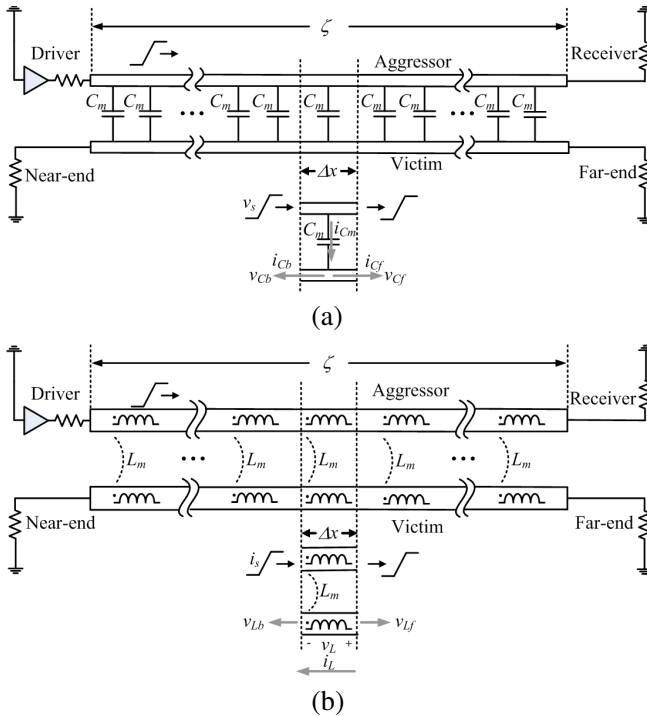 ζ
Driver
Aggressor
Receiver
C_m C_m ... C_m C_m C_m C_m C_m ... C_m C_m
Near-end
Victim
Far-end
Δx
v_s
C_m i_Cm
i_Cb i_Cf
v_Cb v_Cf
(a)
ζ
Driver
Aggressor
Receiver
L_m ... L_m L_m L_m ... L_m
Near-end
Victim
Far-end
Δx
i_s
L_m
v_Lb v_Lf
- v_L +
i_L
(b)